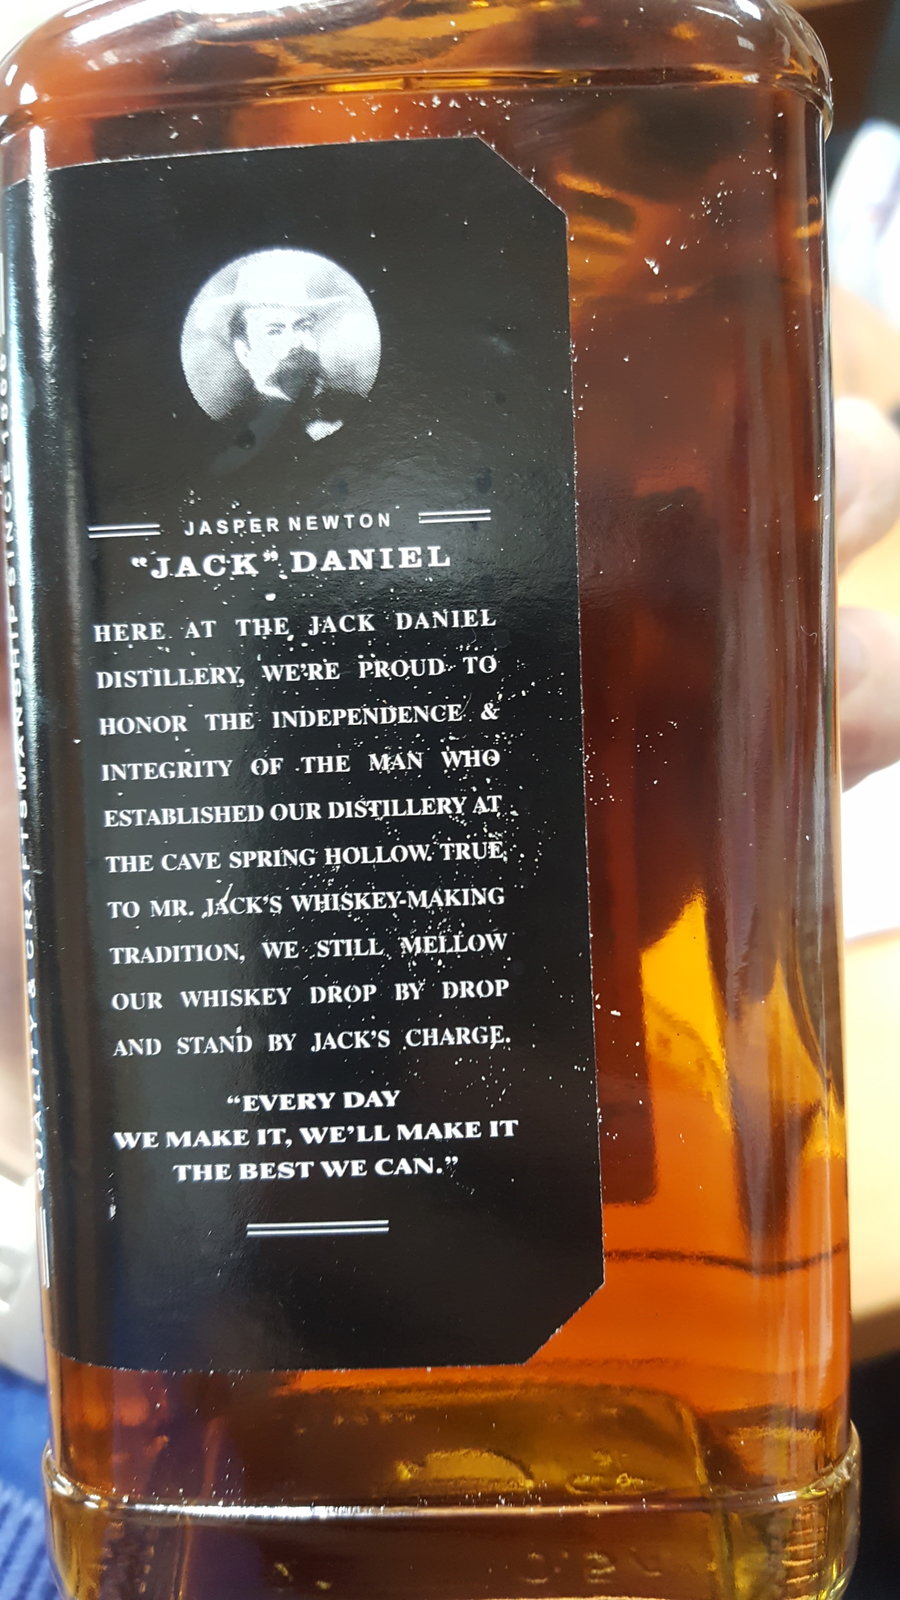 JASPER NEWTON
“JACK” DANIEL
HERE AT THE JACK DANIEL
DISTILLERY, WE'RE PROUD TO
HONOR THE INDEPENDENCE &
INTEGRITY OF THE MAN WHO
ESTABLISHED OUR DISTILLERY AT
THE CAVE SPRING HOLLOW. TRUE
TO MR. JACK'S WHISKEY-MAKING
TRADITION, WE STILL MELLOW
OUR WHISKEY DROP BY DROP
AND STAND BY JACK'S CHARGE.
“EVERY DAY
WE MAKE IT, WE'LL MAKE IT
THE BEST WE CAN.”
QUALITY & CRAFTSMANSHIP SINCE 1866